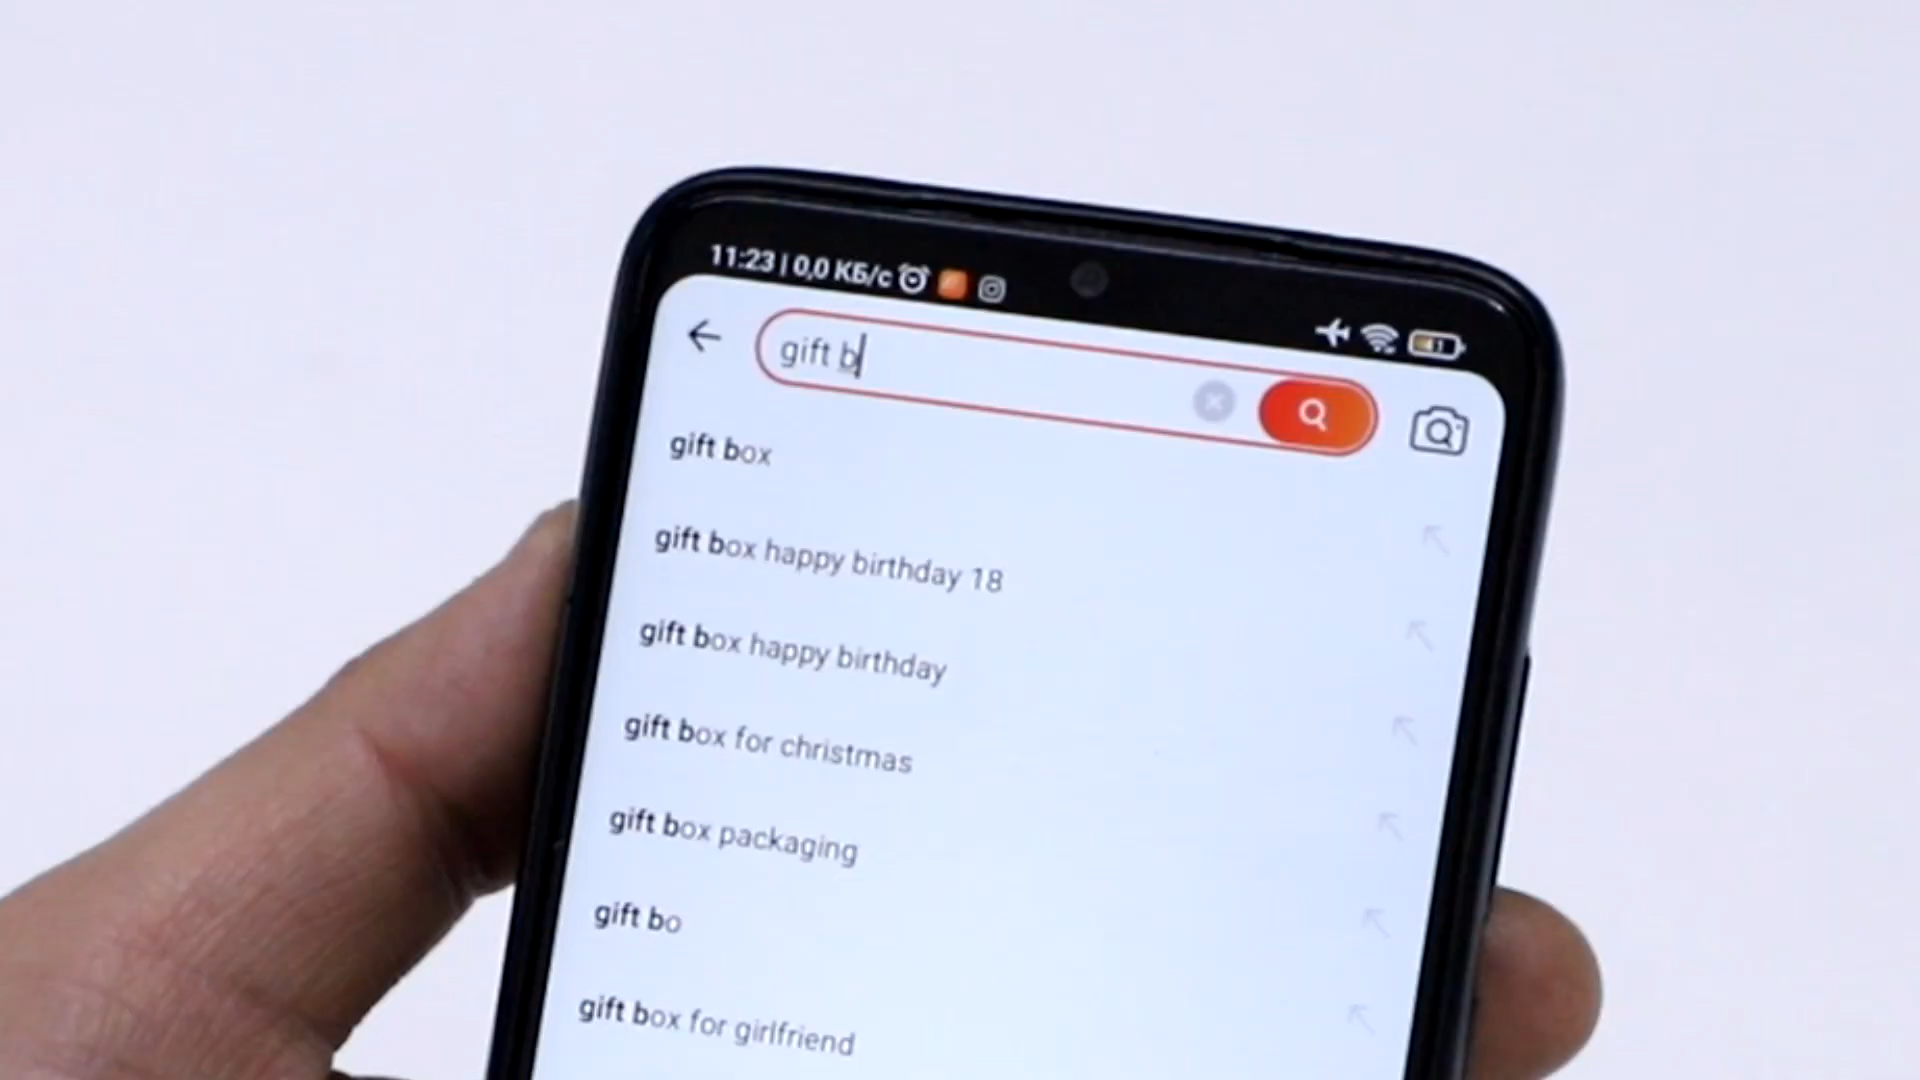 11:23 | 0,0 КБ/с
gift b
gift box
gift box happy birthday 18
gift box happy birthday
gift box for christmas
gift box packaging
gift bo
gift box for girlfriend